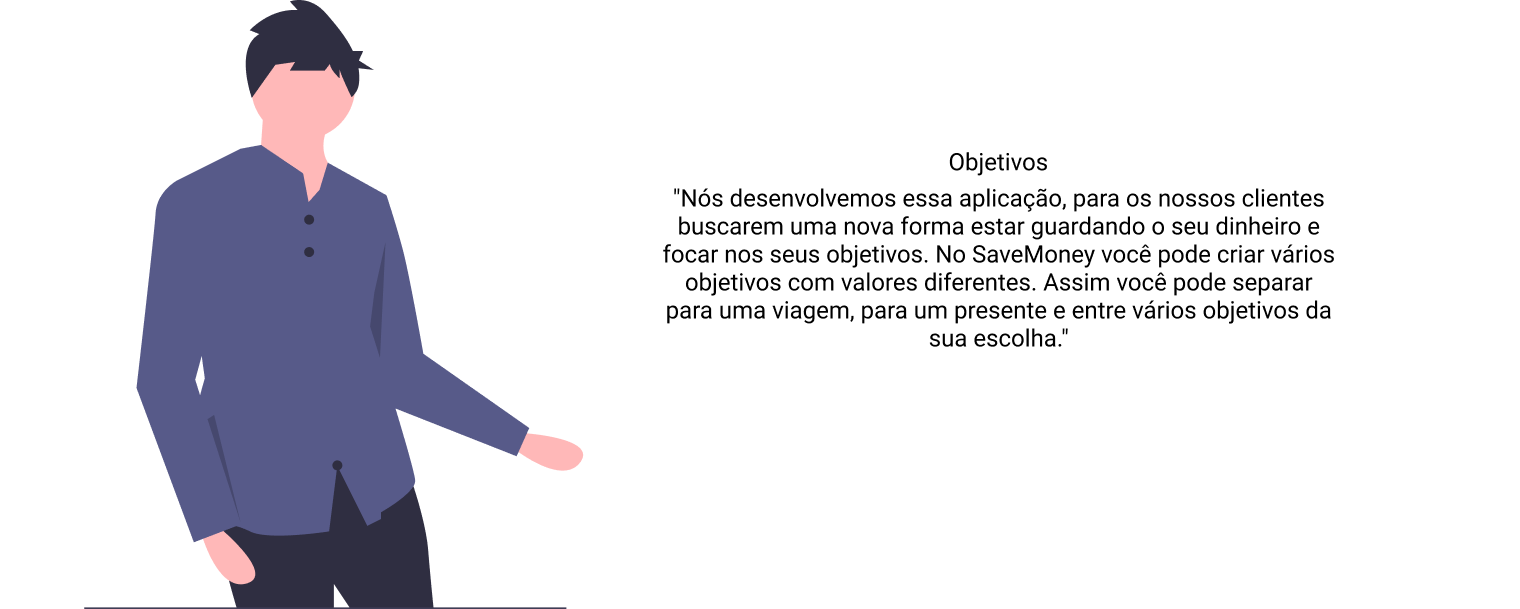 Objetivos
"Nós desenvolvemos essa aplicação, para os nossos clientes
buscarem uma nova forma estar guardando o seu dinheiro e
focar nos seus objetivos. No SaveMoney você pode criar vários
objetivos com valores diferentes. Assim você pode separar
para uma viagem, para um presente e entre vários objetivos da
sua escolha."